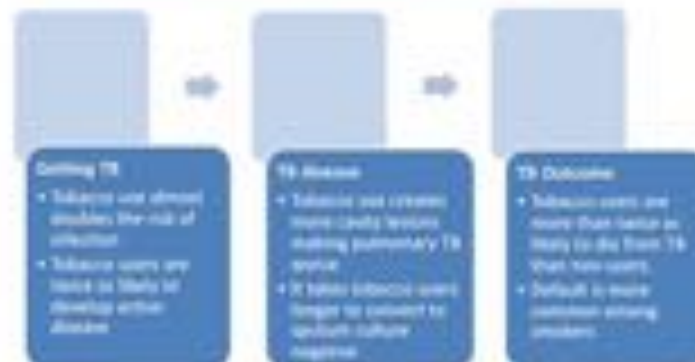 Getting TB
• Tobacco use almost
doubles the risk of
infection
• Tobacco users are
twice as likely to
develop active
disease
TB disease
• Tobacco use creates
more cavity lesions
making pulmonary TB
worse
• It takes tobacco users
longer to convert to
sputum culture
negative
TB Outcome
• Tobacco users are
more than twice as
likely to die from TB
than non-users
• Default is more
common among
smokers